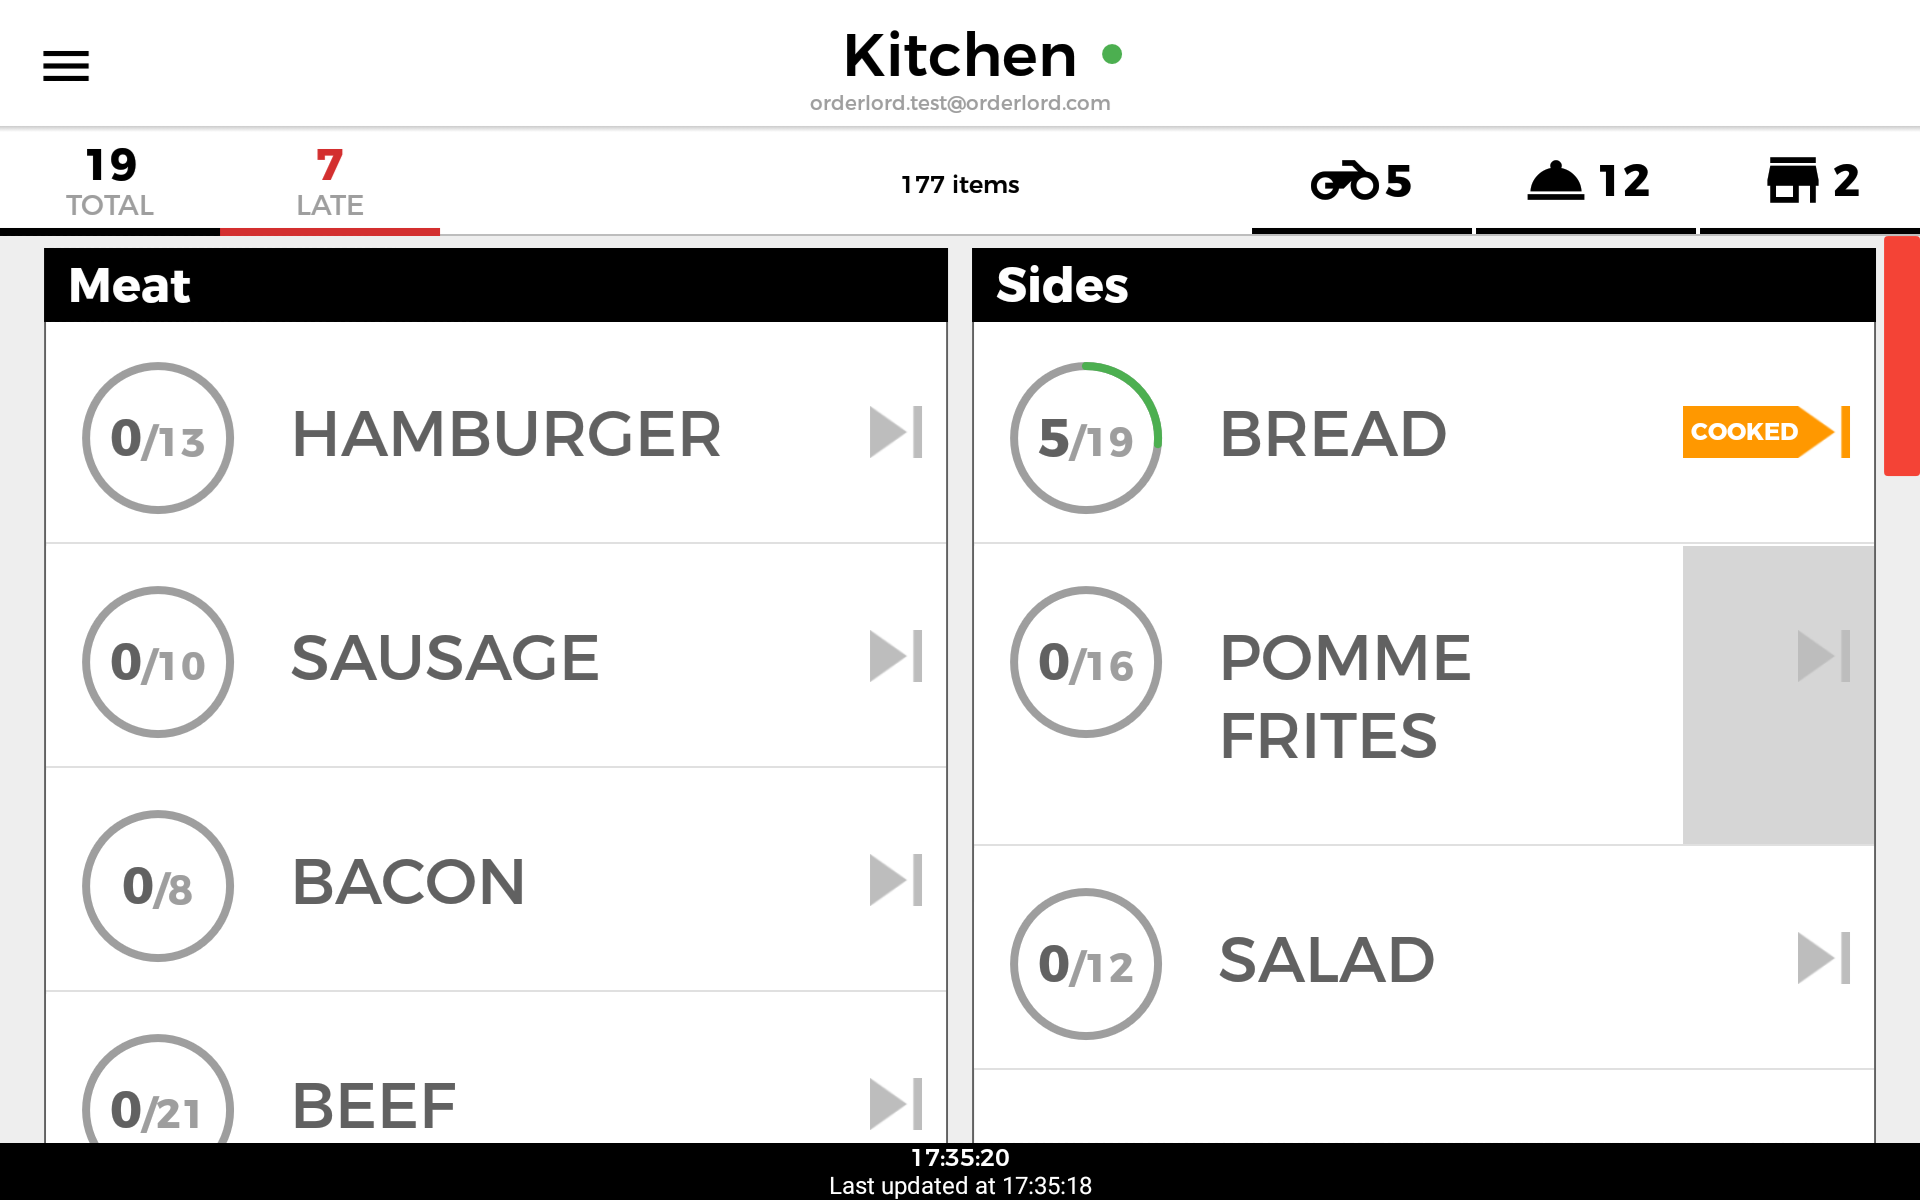 Kitchen
orderlord.test@orderlord.com
19
TOTAL
7
LATE
177 items
5
12
2
Meat
0/13
HAMBURGER
0/10
SAUSAGE
0/8
BACON
0/21
BEEF
Sides
5/19
BREAD
COOKED
0/16
POMME
FRITES
0/12
SALAD
17:35:20
Last updated at 17:35:18